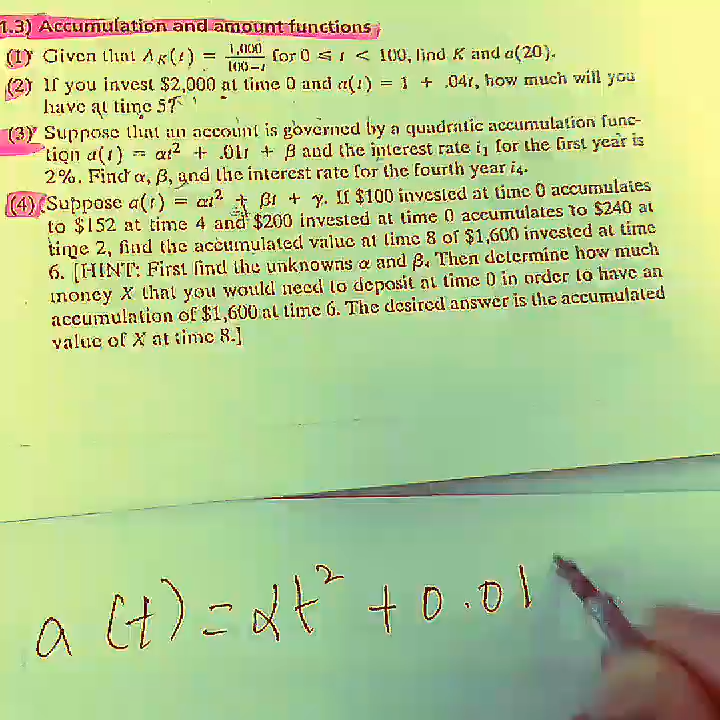 1.3) Accumulation and amount functions
(1) Given that A_K(t) = 1,000/(100−t) for 0 ≤ t < 100, find K and a(20).
(2) If you invest $2,000 at time 0 and a(t) = 1 + .04t, how much will you
have at time 5?
(3) Suppose that an account is governed by a quadratic accumulation func-
tion a(t) = αt² + .01t + β and the interest rate i₁ for the first year is
2%. Find α, β, and the interest rate for the fourth year i₄.
(4) Suppose a(t) = αt² + βt + γ. If $100 invested at time 0 accumulates
to $152 at time 4 and $200 invested at time 0 accumulates to $240 at
time 2, find the accumulated value at time 8 of $1,600 invested at time
6. [HINT: First find the unknowns α and β. Then determine how much
money X that you would need to deposit at time 0 in order to have an
accumulation of $1,600 at time 6. The desired answer is the accumulated
value of X at time 8.]
a(t) = αt² + 0.01